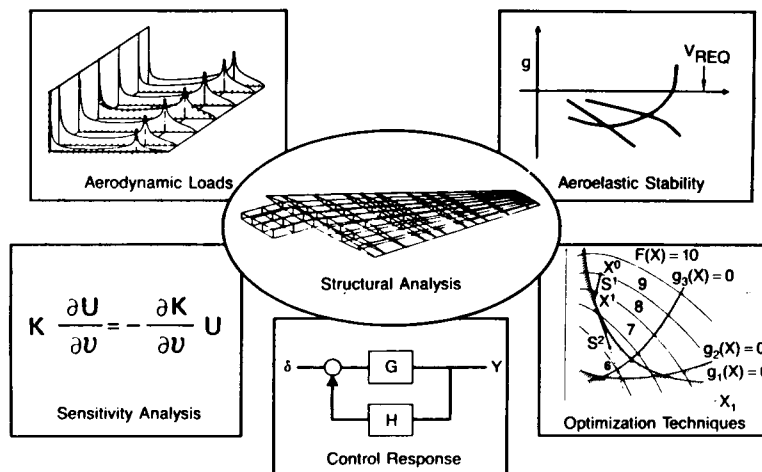 Aerodynamic Loads
g
V_REQ
Aeroelastic Stability
Structural Analysis
K ∂U/∂υ = - ∂K/∂υ U
Sensitivity Analysis
δ
G
Y
H
Control Response
F(X) = 10
X⁰
9
g₃(X) = 0
S¹
X¹
8
7
S²
g₂(X) = 0
6
g₁(X) = 0
X₁
Optimization Techniques